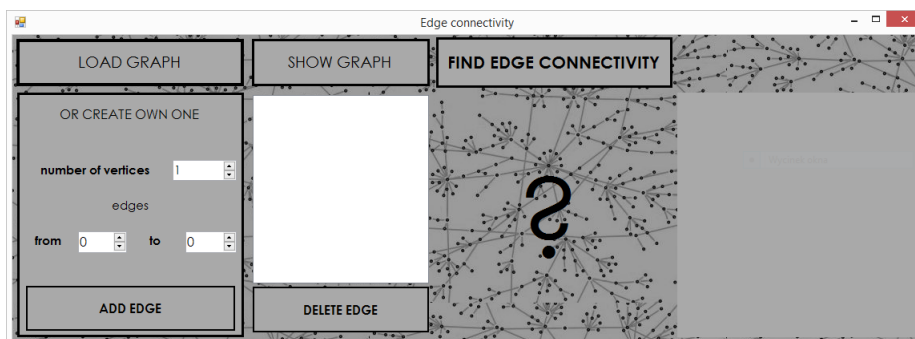 Edge connectivity
LOAD GRAPH
SHOW GRAPH
FIND EDGE CONNECTIVITY
OR CREATE OWN ONE
number of vertices 1
edges
from 0 to 0
?
ADD EDGE
DELETE EDGE